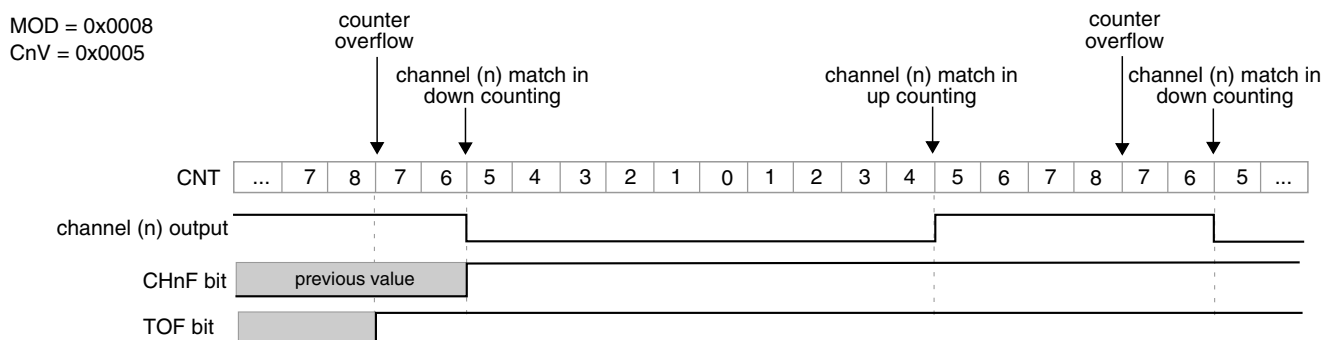 MOD = 0x0008
CnV = 0x0005
counter
overflow
channel (n) match in
down counting
channel (n) match in
up counting
counter
overflow
channel (n) match in
down counting
CNT ... 7 8 7 6 5 4 3 2 1 0 1 2 3 4 5 6 7 8 7 6 5 ...
channel (n) output
CHnF bit previous value
TOF bit